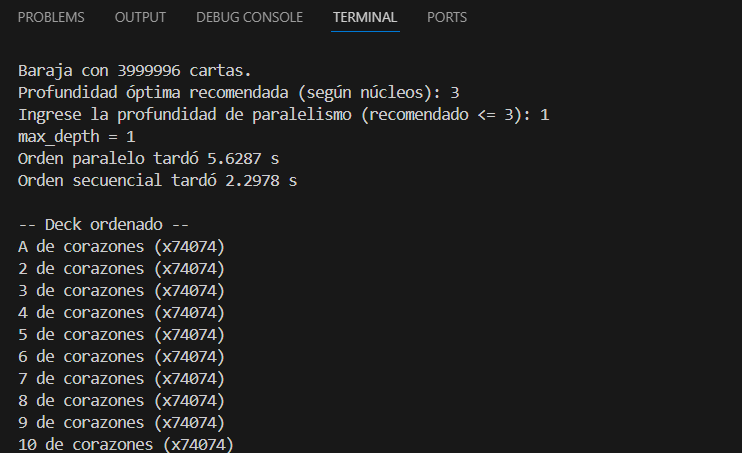 PROBLEMS OUTPUT DEBUG CONSOLE TERMINAL PORTS
Baraja con 3999996 cartas.
Profundidad óptima recomendada (según núcleos): 3
Ingrese la profundidad de paralelismo (recomendado <= 3): 1
max_depth = 1
Orden paralelo tardó 5.6287 s
Orden secuencial tardó 2.2978 s
-- Deck ordenado --
A de corazones (x74074)
2 de corazones (x74074)
3 de corazones (x74074)
4 de corazones (x74074)
5 de corazones (x74074)
6 de corazones (x74074)
7 de corazones (x74074)
8 de corazones (x74074)
9 de corazones (x74074)
10 de corazones (x74074)